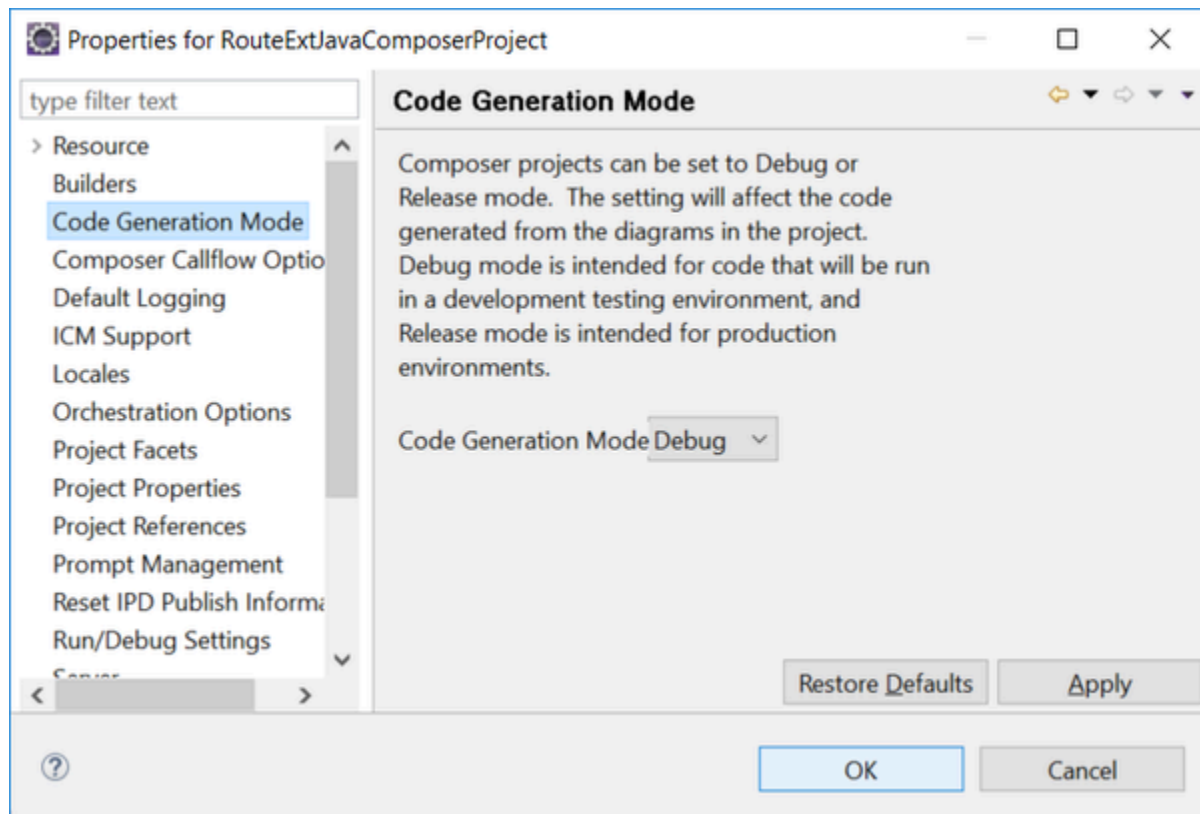 Properties for RouteExtJavaComposerProject
type filter text
Code Generation Mode
Resource
Builders
Code Generation Mode
Composer Callflow Optio
Default Logging
ICM Support
Locales
Orchestration Options
Project Facets
Project Properties
Project References
Prompt Management
Reset IPD Publish Informa
Run/Debug Settings
Server
Composer projects can be set to Debug or
Release mode.  The setting will affect the code
generated from the diagrams in the project.
Debug mode is intended for code that will be run
in a development testing environment, and
Release mode is intended for production
environments.
Code Generation Mode Debug
Restore Defaults Apply
OK Cancel